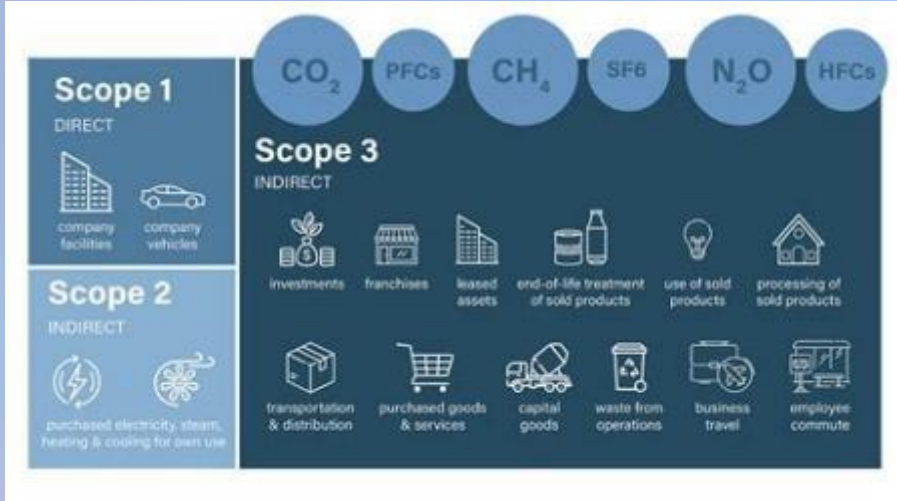 CO₂
PFCs
CH₄
SF6
N₂O
HFCs
Scope 1
DIRECT
company
facilities
company
vehicles
Scope 2
INDIRECT
purchased electricity, steam,
heating & cooling for own use
Scope 3
INDIRECT
investments
franchises
leased
assets
end-of-life treatment
of sold products
use of sold
products
processing of
sold products
transportation
& distribution
purchased goods
& services
capital
goods
waste from
operations
business
travel
employee
commute